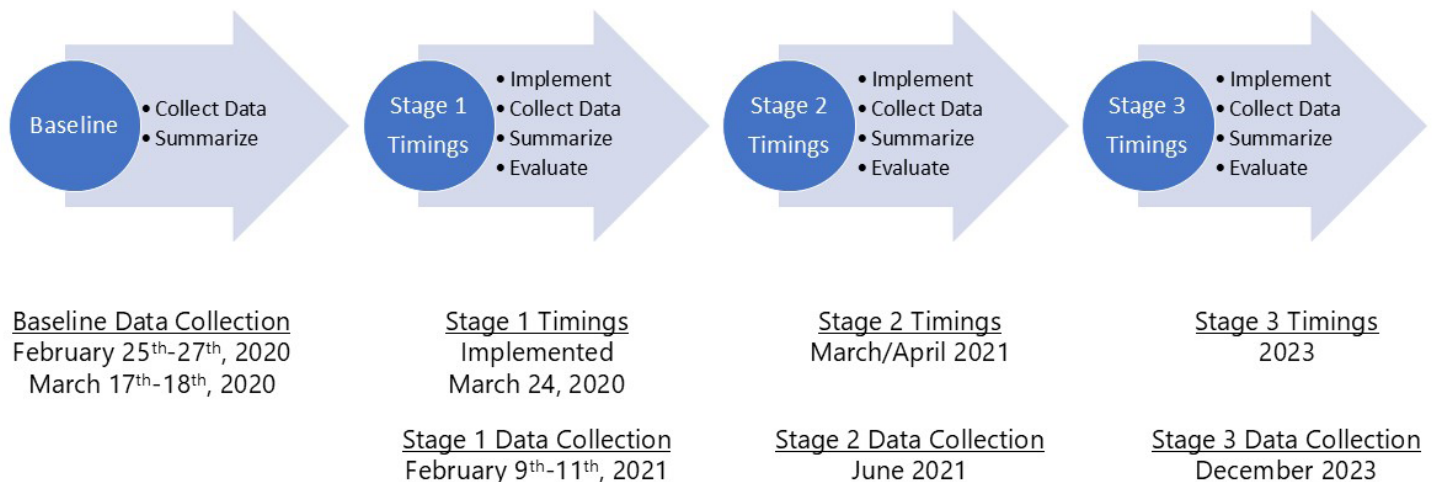 Baseline
• Collect Data
• Summarize
Stage 1
Timings
• Implement
• Collect Data
• Summarize
• Evaluate
Stage 2
Timings
• Implement
• Collect Data
• Summarize
• Evaluate
Stage 3
Timings
• Implement
• Collect Data
• Summarize
• Evaluate
Baseline Data Collection
February 25th-27th, 2020
March 17th-18th, 2020
Stage 1 Timings
Implemented
March 24, 2020
Stage 1 Data Collection
February 9th-11th, 2021
Stage 2 Timings
March/April 2021
Stage 2 Data Collection
June 2021
Stage 3 Timings
2023
Stage 3 Data Collection
December 2023